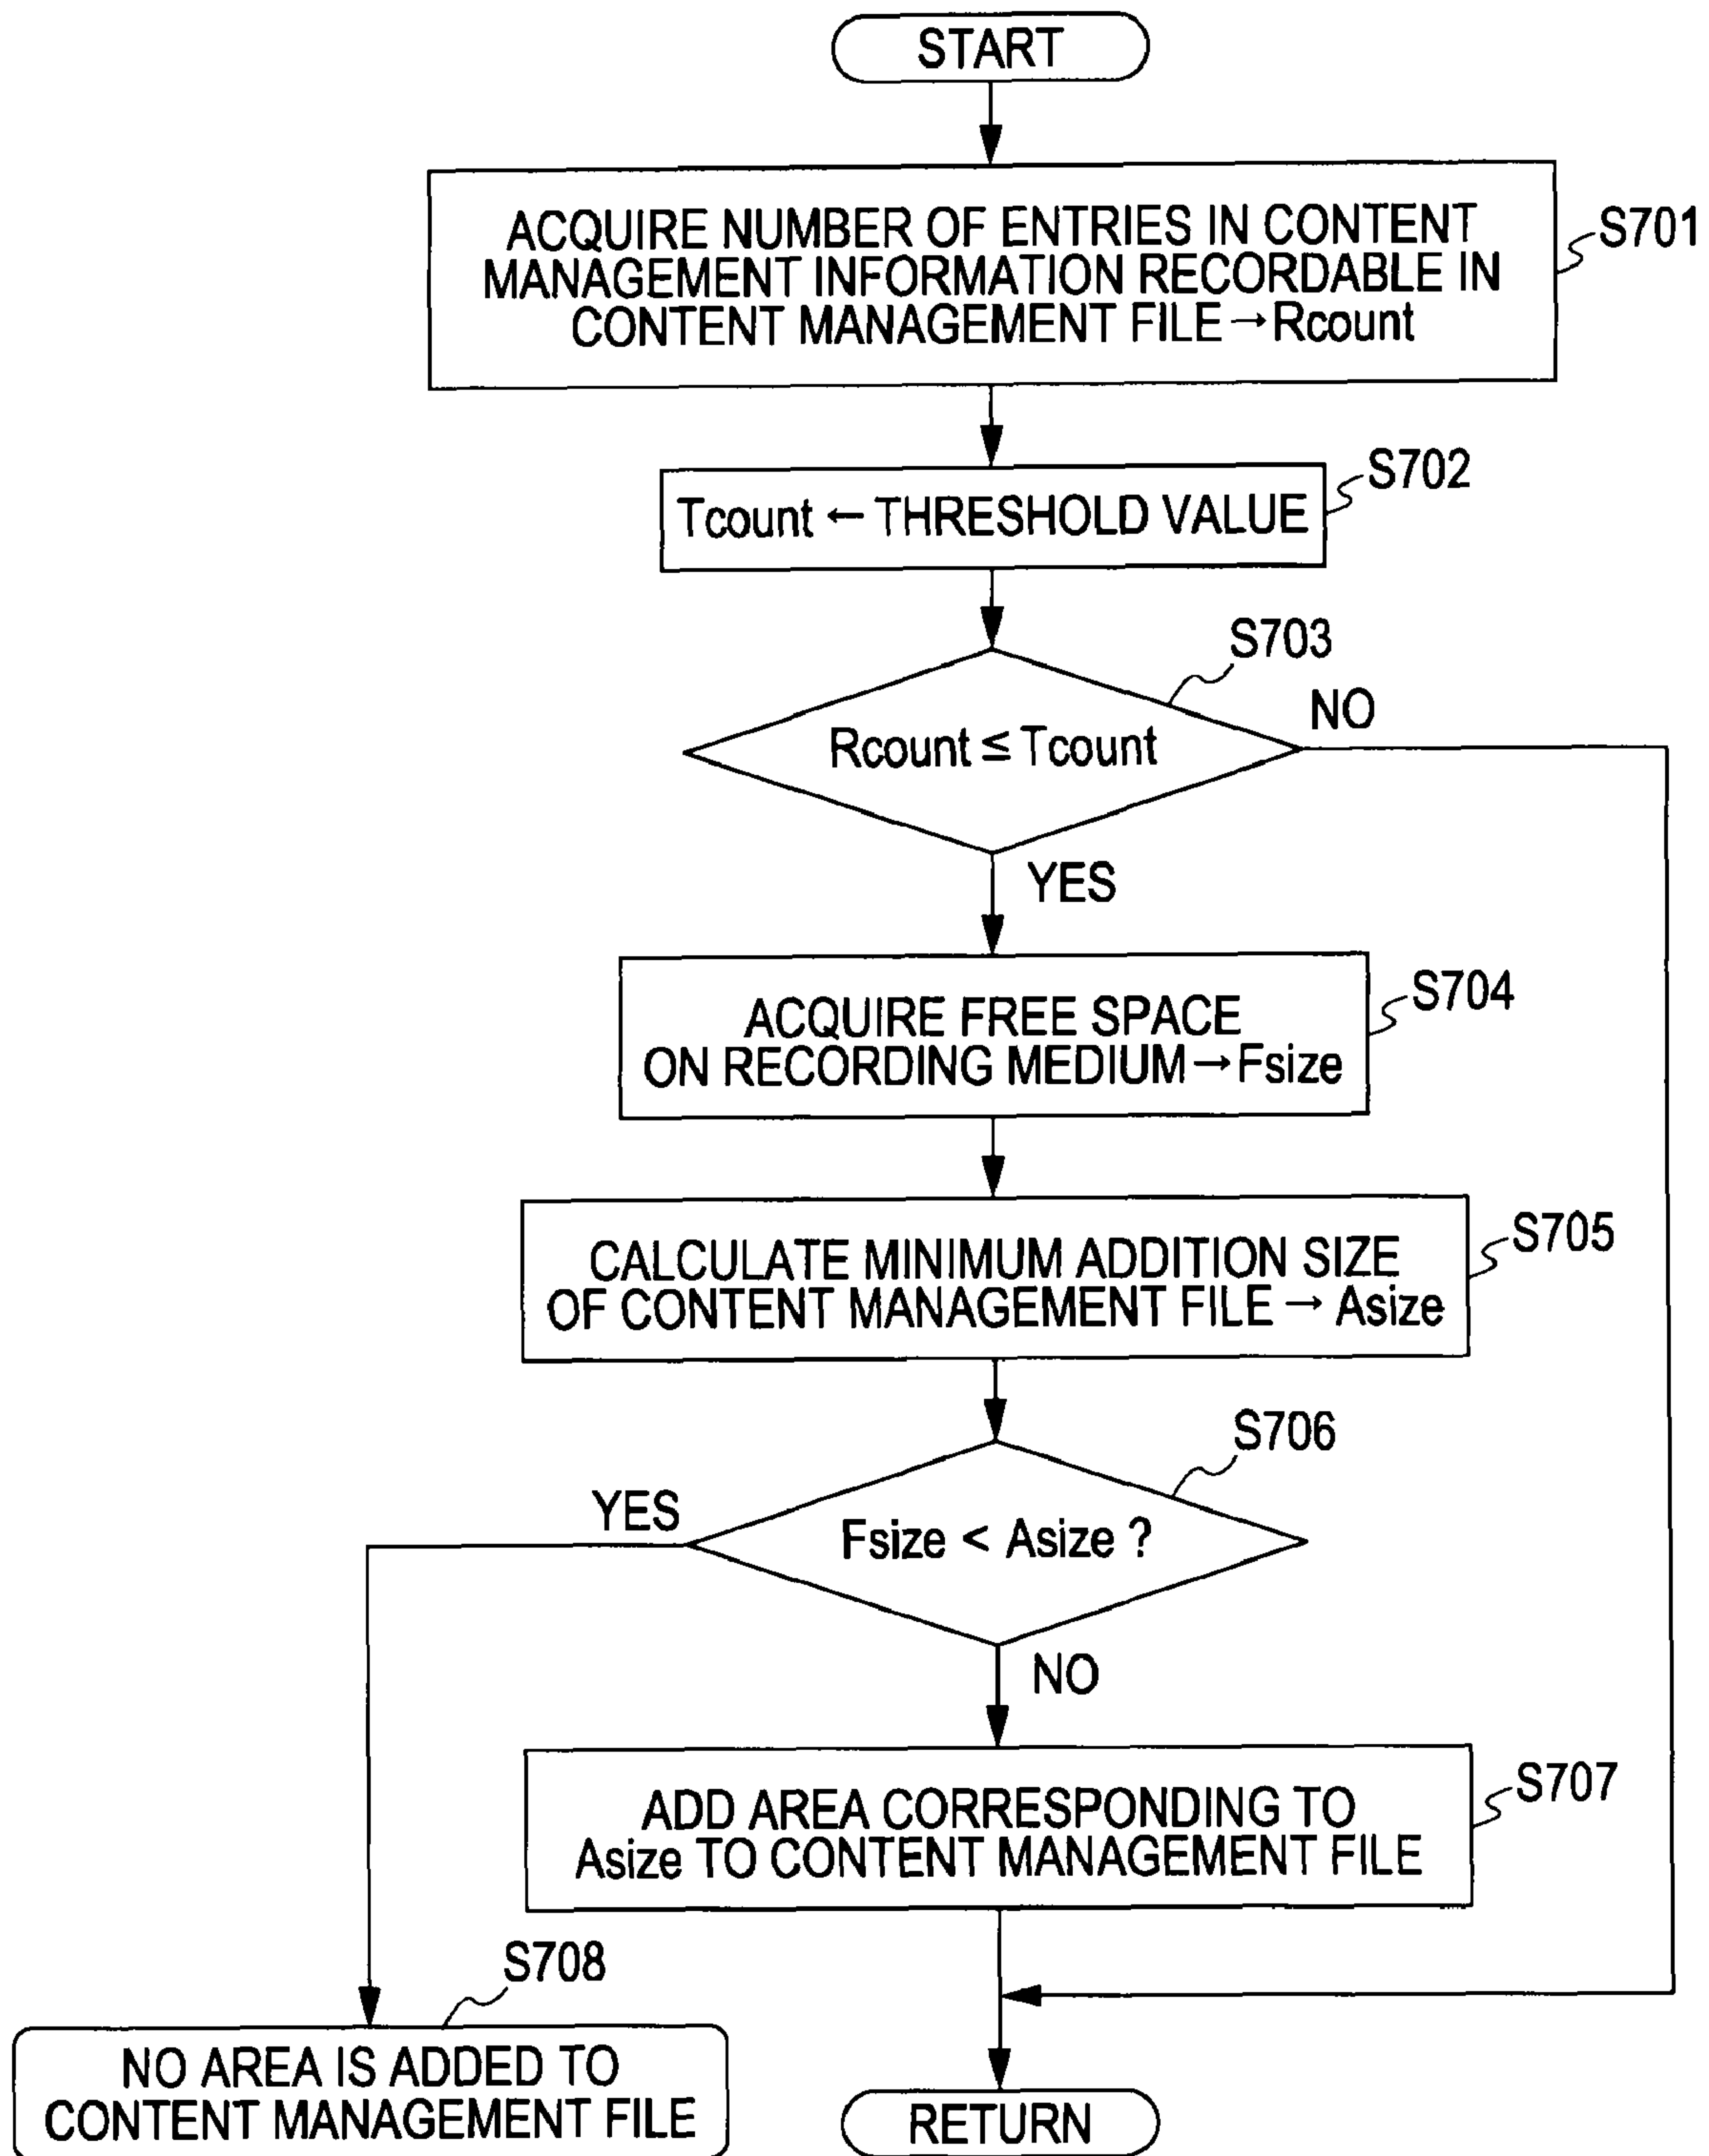 START
ACQUIRE NUMBER OF ENTRIES IN CONTENT
MANAGEMENT INFORMATION RECORDABLE IN
CONTENT MANAGEMENT FILE→Rcount
S701
Tcount ← THRESHOLD VALUE
S702
S703
Rcount ≤ Tcount
NO
YES
ACQUIRE FREE SPACE
ON RECORDING MEDIUM→Fsize
S704
CALCULATE MINIMUM ADDITION SIZE
OF CONTENT MANAGEMENT FILE → Asize
S705
S706
YES
Fsize < Asize ?
NO
ADD AREA CORRESPONDING TO
Asize TO CONTENT MANAGEMENT FILE
S707
S708
NO AREA IS ADDED TO
CONTENT MANAGEMENT FILE
RETURN